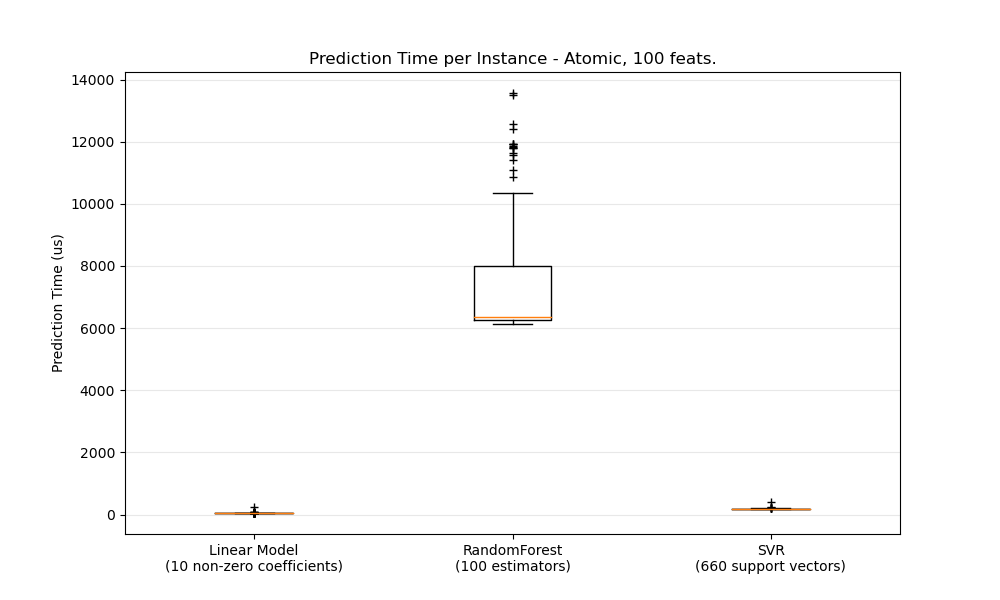 Prediction Time per Instance - Atomic, 100 feats.
Prediction Time (us)
14000
12000
10000
8000
6000
4000
2000
0
Linear Model
(10 non-zero coefficients)
RandomForest
(100 estimators)
SVR
(660 support vectors)